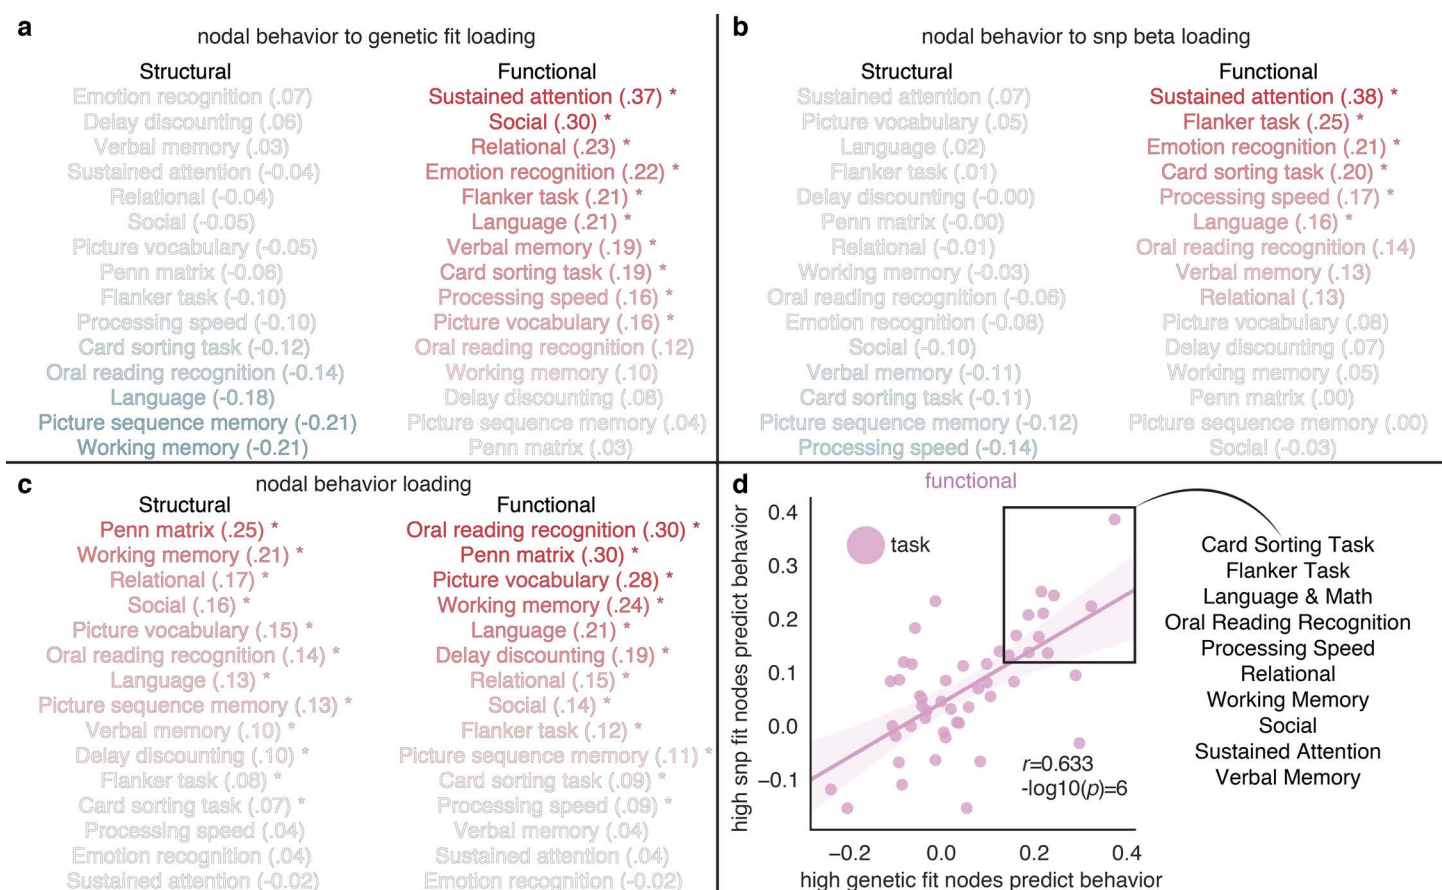 a
nodal behavior to genetic fit loading
Structural
Emotion recognition (.07)
Delay discounting (.06)
Verbal memory (.03)
Sustained attention (-0.04)
Relational (-0.04)
Social (-0.05)
Picture vocabulary (-0.05)
Penn matrix (-0.06)
Flanker task (-0.10)
Processing speed (-0.10)
Card sorting task (-0.12)
Oral reading recognition (-0.14)
Language (-0.18)
Picture sequence memory (-0.21)
Working memory (-0.21)
Functional
Sustained attention (.37) *
Social (.30) *
Relational (.23) *
Emotion recognition (.22) *
Flanker task (.21) *
Language (.21) *
Verbal memory (.19) *
Card sorting task (.19) *
Processing speed (.16) *
Picture vocabulary (.16) *
Oral reading recognition (.12)
Working memory (.10)
Delay discounting (.08)
Picture sequence memory (.04)
Penn matrix (.03)
b
nodal behavior to snp beta loading
Structural
Sustained attention (.07)
Picture vocabulary (.05)
Language (.02)
Flanker task (.01)
Delay discounting (-0.00)
Penn matrix (-0.00)
Relational (-0.01)
Working memory (-0.03)
Oral reading recognition (-0.06)
Emotion recognition (-0.08)
Social (-0.10)
Verbal memory (-0.11)
Card sorting task (-0.11)
Picture sequence memory (-0.12)
Processing speed (-0.14)
Functional
Sustained attention (.38) *
Flanker task (.25) *
Emotion recognition (.21) *
Card sorting task (.20) *
Processing speed (.17) *
Language (.16) *
Oral reading recognition (.14)
Verbal memory (.13)
Relational (.13)
Picture vocabulary (.08)
Delay discounting (.07)
Working memory (.05)
Penn matrix (.00)
Picture sequence memory (.00)
Social (-0.03)
c
nodal behavior loading
Structural
Penn matrix (.25) *
Working memory (.21) *
Relational (.17) *
Social (.16) *
Picture vocabulary (.15) *
Oral reading recognition (.14) *
Language (.13) *
Picture sequence memory (.13) *
Verbal memory (.10) *
Delay discounting (.10) *
Flanker task (.08) *
Card sorting task (.07) *
Processing speed (.04)
Emotion recognition (.04)
Sustained attention (-0.02)
Functional
Oral reading recognition (.30) *
Penn matrix (.30) *
Picture vocabulary (.28) *
Working memory (.24) *
Language (.21) *
Delay discounting (.19) *
Relational (.15) *
Social (.14) *
Flanker task (.12) *
Picture sequence memory (.11) *
Card sorting task (.09) *
Processing speed (.09) *
Verbal memory (.04)
Sustained attention (.04)
Emotion recognition (-0.02)
d
functional
high snp fit nodes predict behavior
0.4
0.3
0.2
0.1
0.0
−0.1
task
r=0.633
-log10(p)=6
−0.2
0.0
0.2
0.4
high genetic fit nodes predict behavior
Card Sorting Task
Flanker Task
Language & Math
Oral Reading Recognition
Processing Speed
Relational
Working Memory
Social
Sustained Attention
Verbal Memory